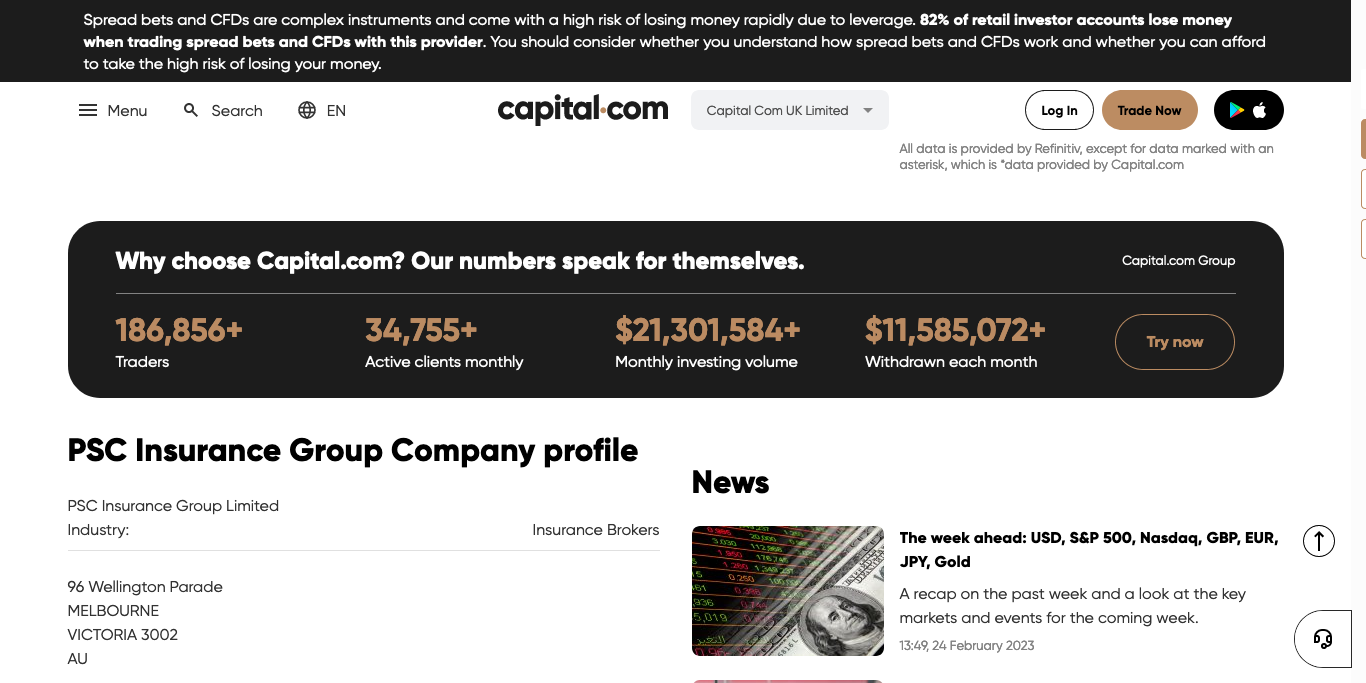 Spread bets and CFDs are complex instruments and come with a high risk of losing money rapidly due to leverage. 82% of retail investor accounts lose money
when trading spread bets and CFDs with this provider. You should consider whether you understand how spread bets and CFDs work and whether you can afford
to take the high risk of losing your money.
Menu
Search
EN
capital.com
Capital Com UK Limited
Log In
Trade Now
All data is provided by Refinitiv, except for data marked with an
asterisk, which is *data provided by Capital.com
Why choose Capital.com? Our numbers speak for themselves.
Capital.com Group
186,856+
Traders
34,755+
Active clients monthly
$21,301,584+
Monthly investing volume
$11,585,072+
Withdrawn each month
Try now
PSC Insurance Group Company profile
PSC Insurance Group Limited
Industry: Insurance Brokers
96 Wellington Parade
MELBOURNE
VICTORIA 3002
AU
News
The week ahead: USD, S&P 500, Nasdaq, GBP, EUR,
JPY, Gold
A recap on the past week and a look at the key
markets and events for the coming week.
13:49, 24 February 2023